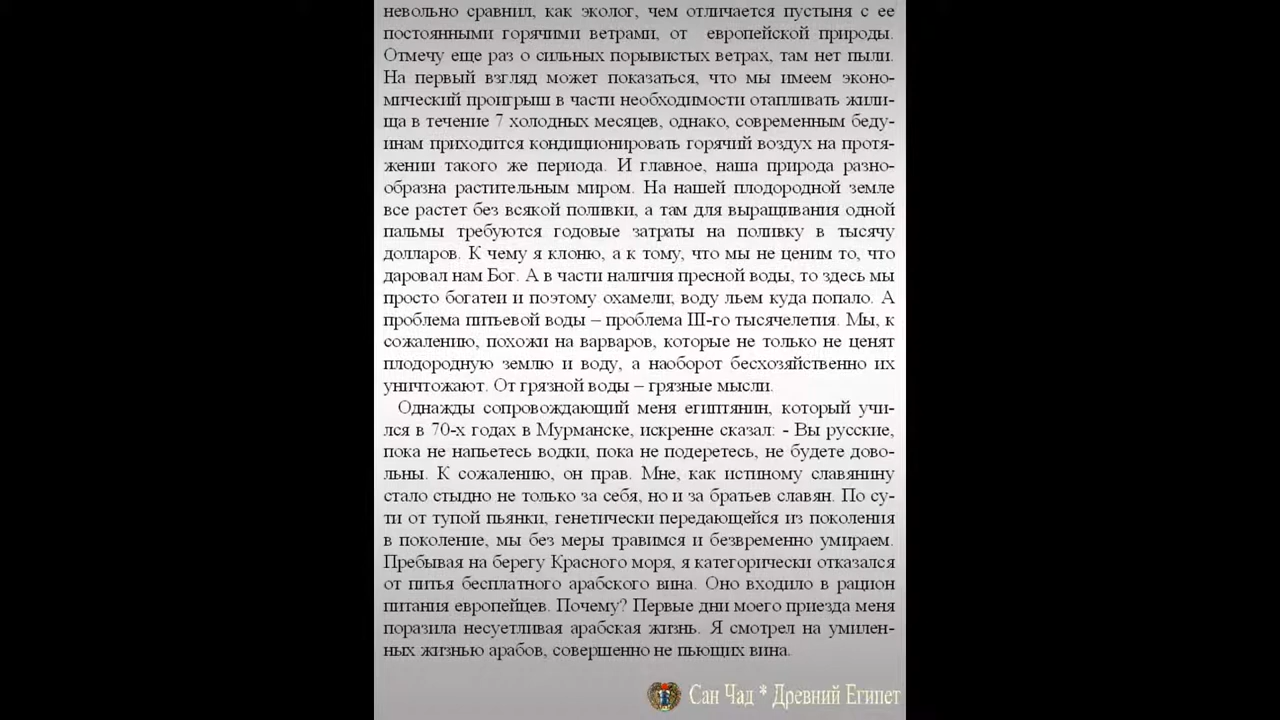 невольно сравнил, как эколог, чем отличается пустыня с ее
постоянными горячими ветрами, от европейской природы.
Отмечу еще раз о сильных порывистых ветрах, там нет пыли.
На первый взгляд может показаться, что мы имеем эконо-
мический проигрыш в части необходимости отапливать жили-
ща в течение 7 холодных месяцев, однако, современным беду-
инам приходится кондиционировать горячий воздух на протя-
жении такого же периода. И главное, наша природа разно-
образна растительным миром. На нашей плодородной земле
все растет без всякой поливки, а там для выращивания одной
пальмы требуются годовые затраты на поливку в тысячу
долларов. К чему я клоню, а к тому, что мы не ценим то, что
даровал нам Бог. А в части наличия пресной воды, то здесь мы
просто богатеи и поэтому охамели; воду льем куда попало. А
проблема питьевой воды – проблема III-го тысячелетия. Мы, к
сожалению, похожи на варваров, которые не только не ценят
плодородную землю и воду, а наоборот бесхозяйственно их
уничтожают. От грязной воды – грязные мысли.
Однажды сопровождающий меня египтянин, который учи-
лся в 70-х годах в Мурманске, искренне сказал: - Вы русские,
пока не напьетесь водки, пока не подеретесь, не будете дово-
льны. К сожалению, он прав. Мне, как истиному славянину
стало стыдно не только за себя, но и за братьев славян. По су-
ти от тупой пьянки, генетически передающейся из поколения
в поколение, мы без меры травимся и безвременно умираем.
Пребывая на берегу Красного моря, я категорически отказался
от питья бесплатного арабского вина. Оно входило в рацион
питания европейцев. Почему? Первые дни моего приезда меня
поразила несуетливая арабская жизнь. Я смотрел на умилен-
ных жизнью арабов, совершенно не пьющих вина.
Сан Чад * Древний Египет